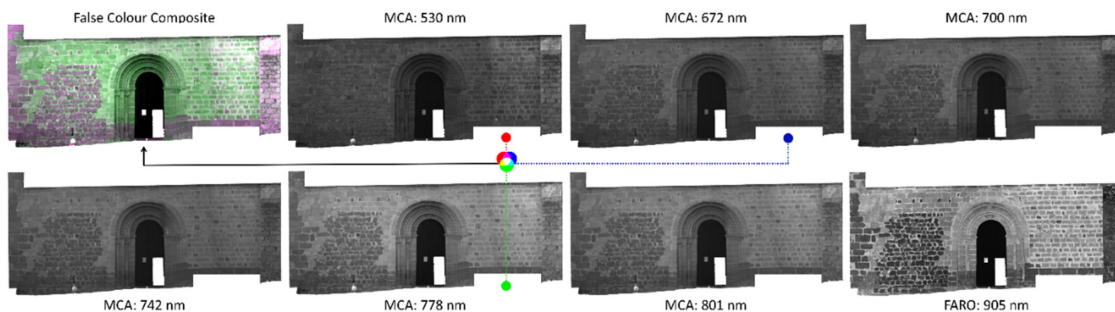 False Colour Composite
MCA: 530 nm
MCA: 672 nm
MCA: 700 nm
MCA: 742 nm
MCA: 778 nm
MCA: 801 nm
FARO: 905 nm